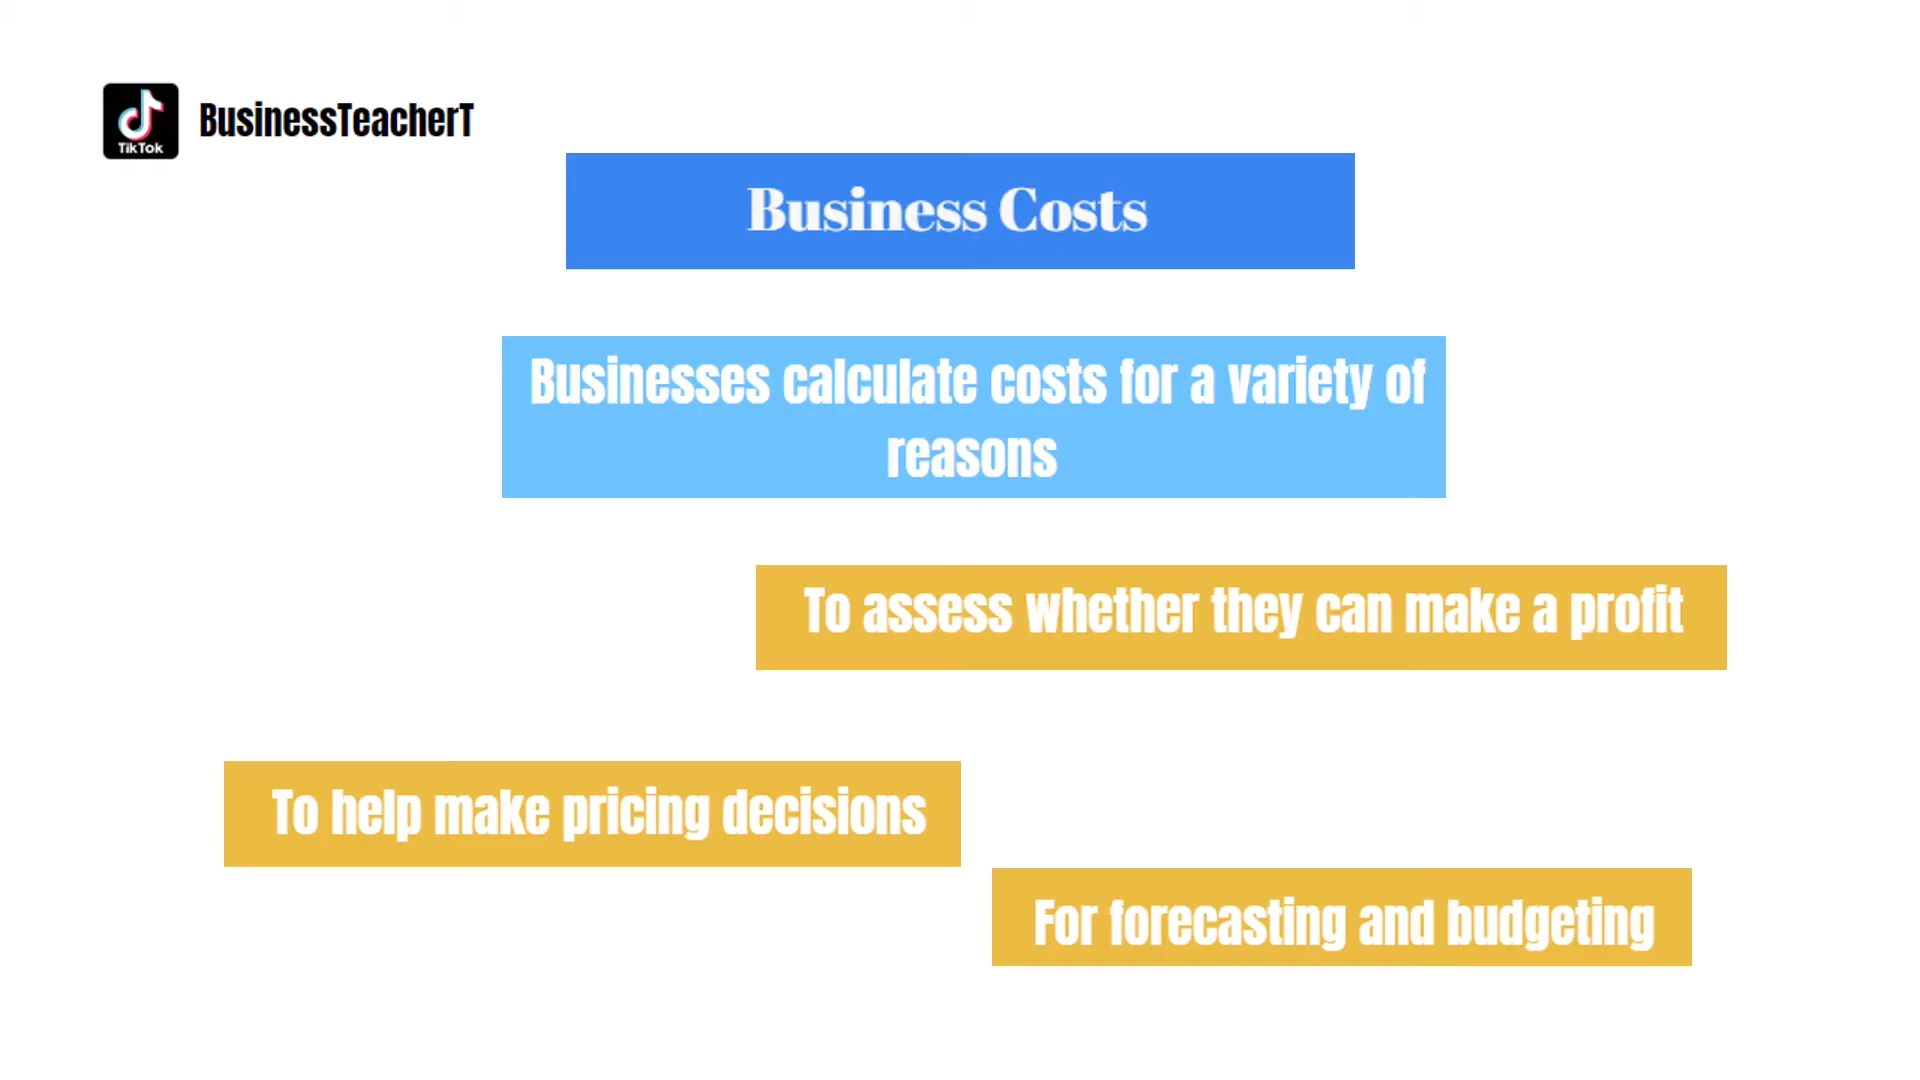 TikTok
BusinessTeacherT
Business Costs
Businesses calculate costs for a variety of
reasons
To assess whether they can make a profit
To help make pricing decisions
For forecasting and budgeting